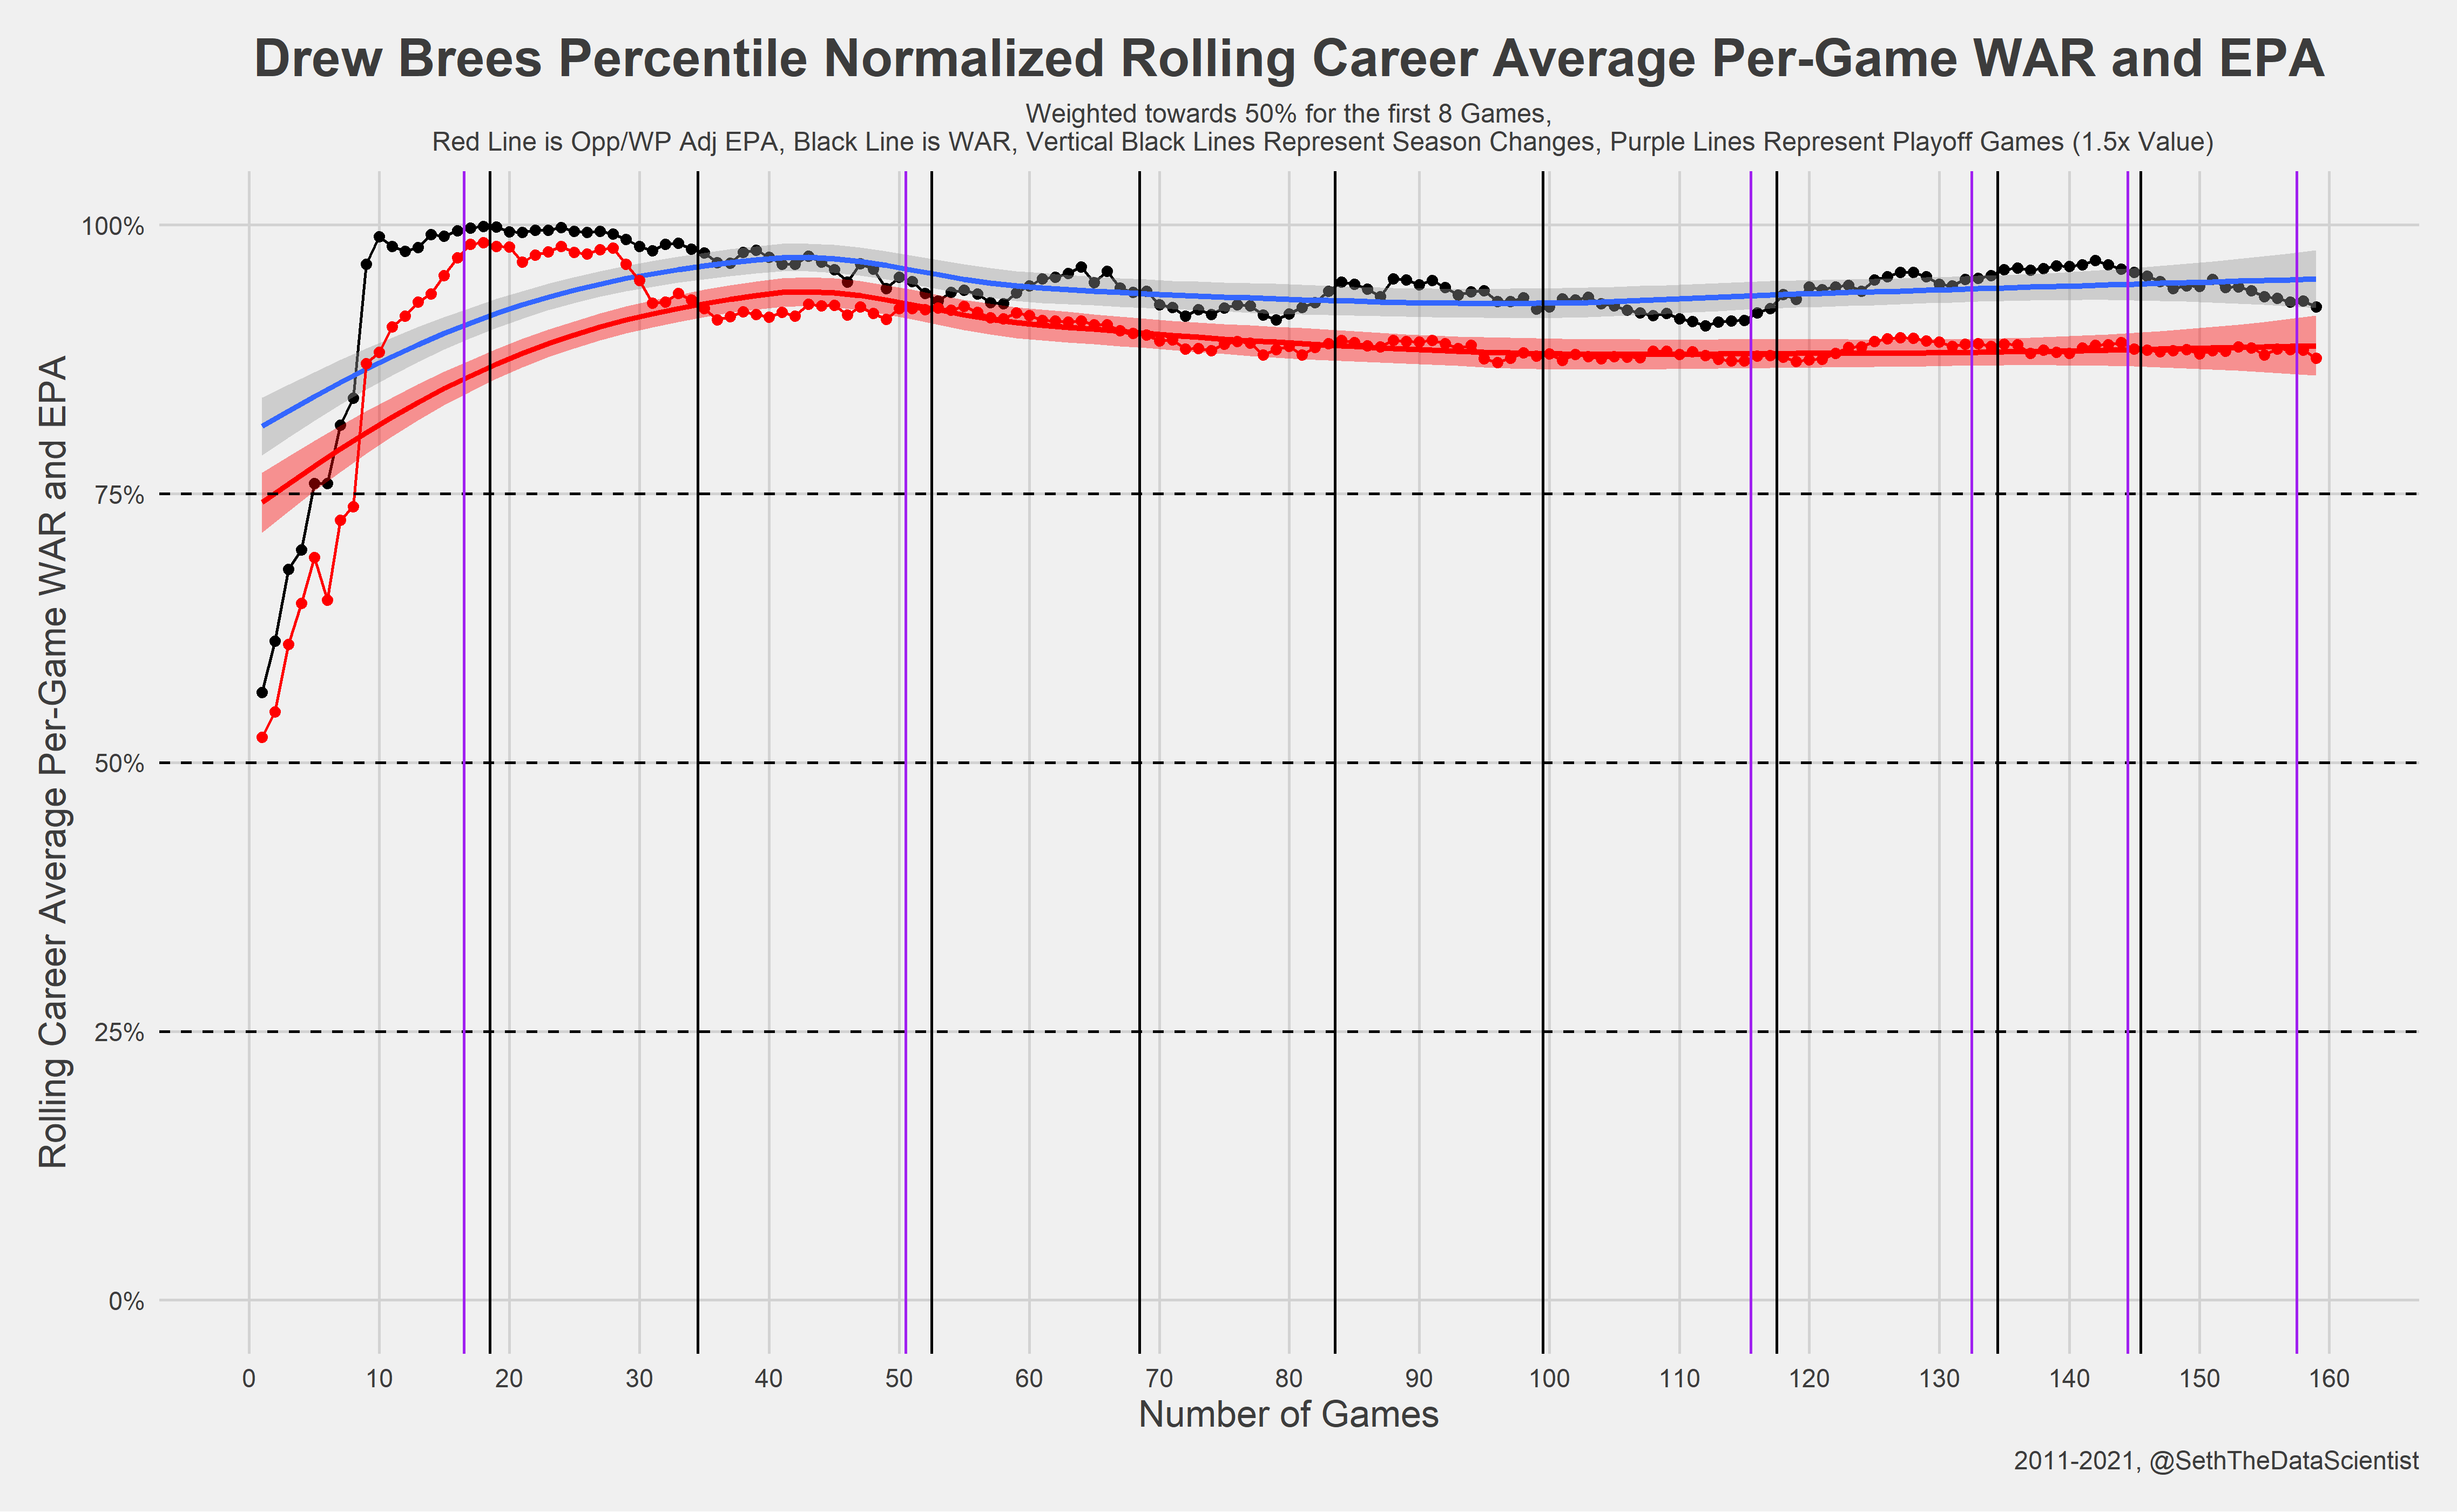 Drew Brees Percentile Normalized Rolling Career Average Per-Game WAR and EPA
Weighted towards 50% for the first 8 Games,
Red Line is Opp/WP Adj EPA, Black Line is WAR, Vertical Black Lines Represent Season Changes, Purple Lines Represent Playoff Games (1.5x Value)
Rolling Career Average Per-Game WAR and EPA
100%
75%
50%
25%
0%
0 10 20 30 40 50 60 70 80 90 100 110 120 130 140 150 160
Number of Games
2011-2021, @SethTheDataScientist